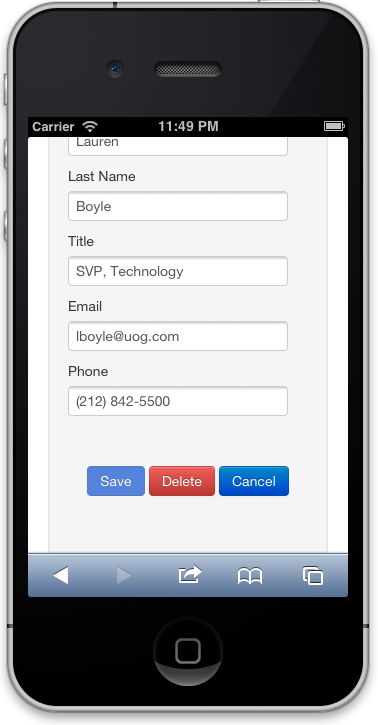 Carrier 11:49 PM
Lauren
Last Name
Boyle
Title
SVP, Technology
Email
lboyle@uog.com
Phone
(212) 842-5500
Save Delete Cancel